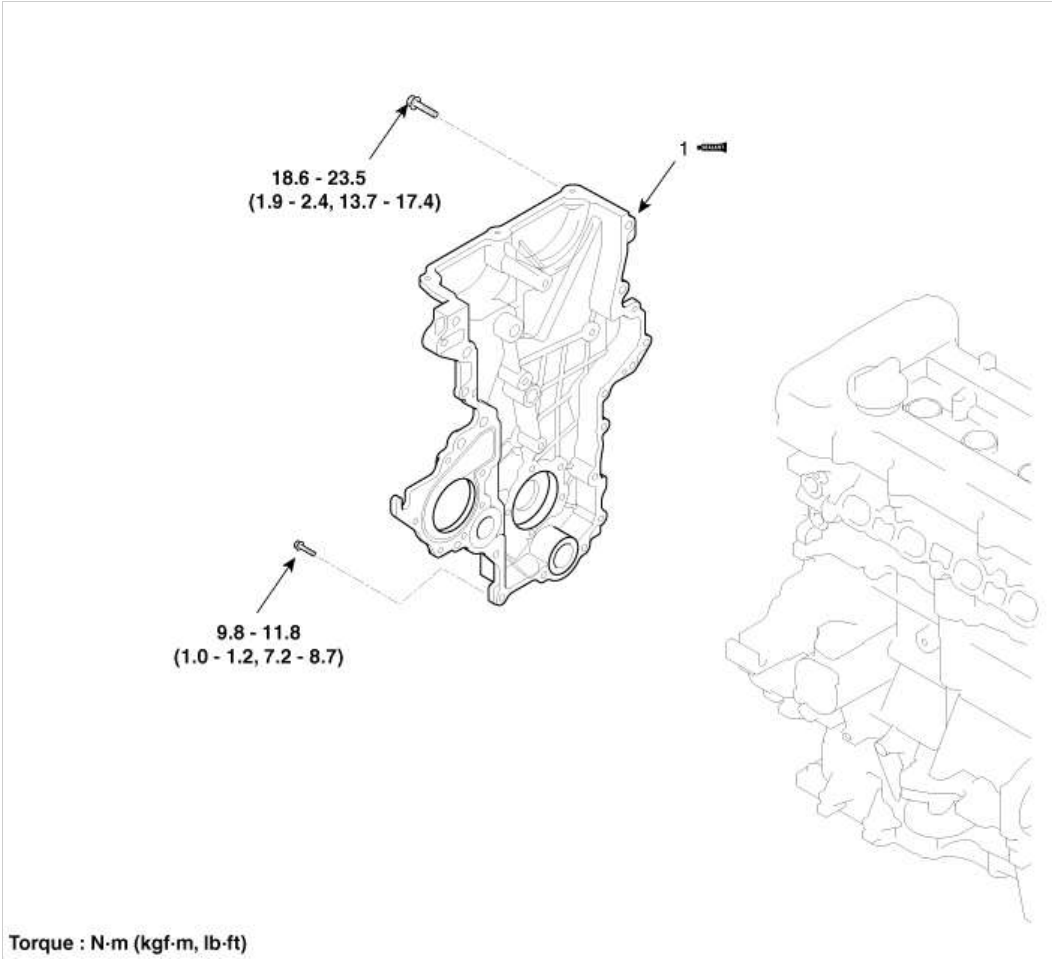 18.6 - 23.5
(1.9 - 2.4, 13.7 - 17.4)
1 SEALANT
9.8 - 11.8
(1.0 - 1.2, 7.2 - 8.7)
Torque : N·m (kgf·m, lb·ft)